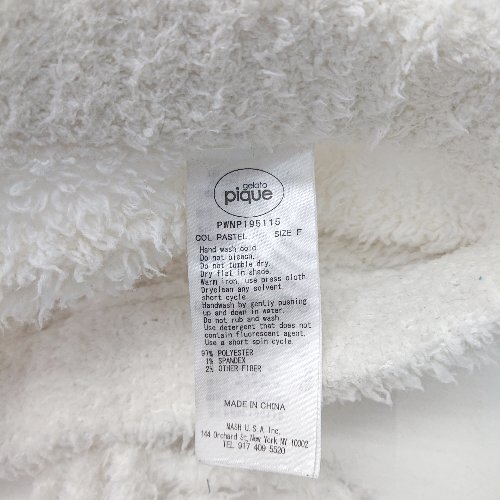 gelato
pique
PWNP195115
COL PASTEL SIZE F
Hand wash cold
Do not bleach.
Do not tumble dry.
Dry flat in shade.
Warm iron, use press cloth
Dryclean any solvent
short cycle
Handwash by gently pushing
up and down in water.
Do not rub and wash
Use detergent that does not
contain fluorescent agent.
Use a short spin cycle.
97% POLYESTER
1% SPANDEX
2% OTHER FIBER
MADE IN CHINA
MASH U.S.A. Inc.
144 Orchard St,New York NY 10002
TEL 917 409 5520